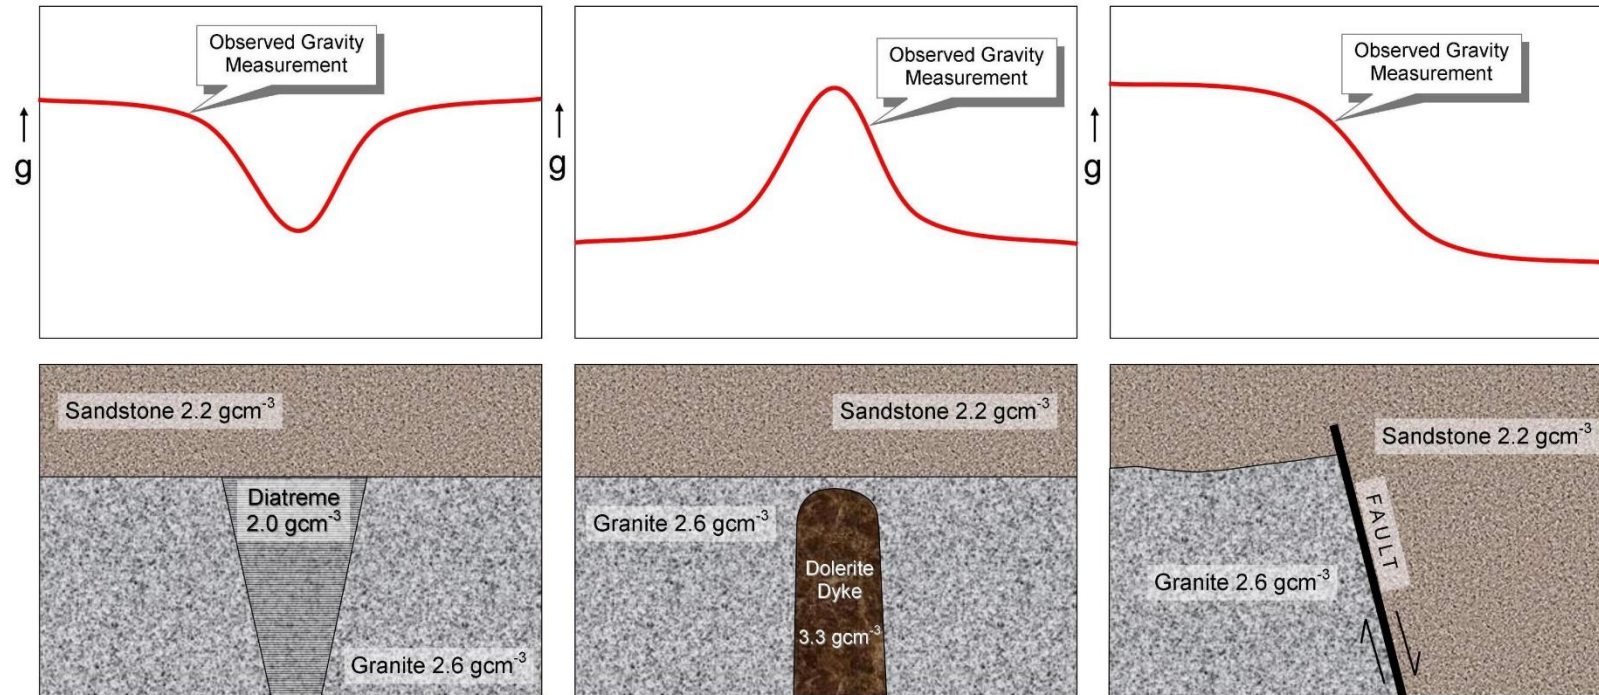 Observed Gravity
Measurement
g
Sandstone 2.2 gcm⁻³
Diatreme
2.0 gcm⁻³
Granite 2.6 gcm⁻³
Observed Gravity
Measurement
g
Sandstone 2.2 gcm⁻³
Granite 2.6 gcm⁻³
Dolerite
Dyke
3.3 gcm⁻³
Observed Gravity
Measurement
g
Sandstone 2.2 gcm⁻³
FAULT
Granite 2.6 gcm⁻³